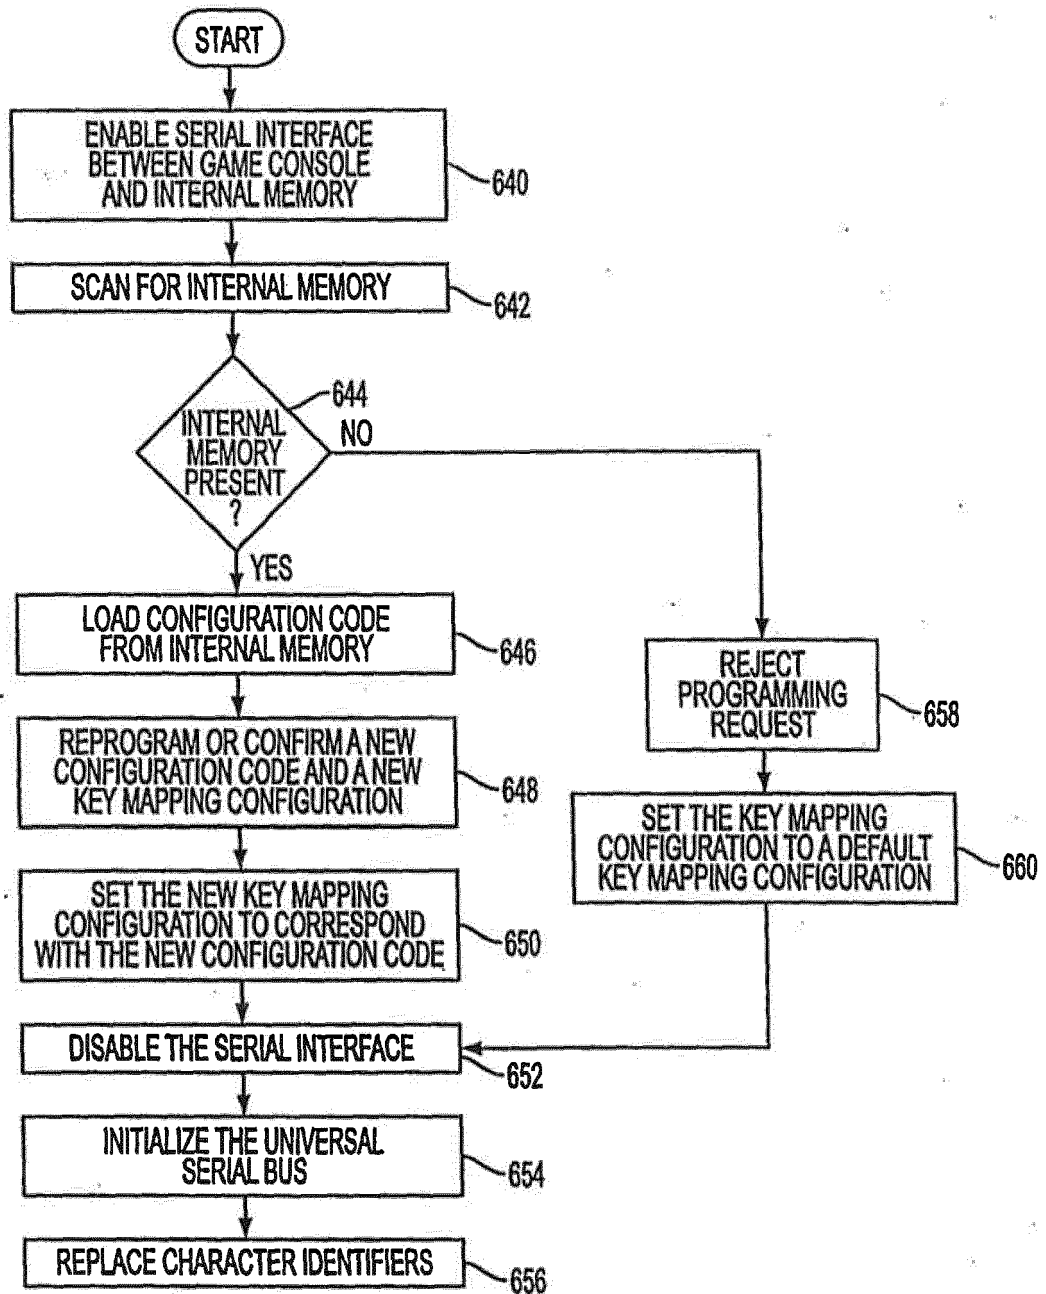 START
ENABLE SERIAL INTERFACE
BETWEEN GAME CONSOLE
AND INTERNAL MEMORY
640
SCAN FOR INTERNAL MEMORY
642
644
INTERNAL
MEMORY
PRESENT
?
NO
YES
LOAD CONFIGURATION CODE
FROM INTERNAL MEMORY
646
REJECT
PROGRAMMING
REQUEST
658
REPROGRAM OR CONFIRM A NEW
CONFIGURATION CODE AND A NEW
KEY MAPPING CONFIGURATION
648
SET THE KEY MAPPING
CONFIGURATION TO A DEFAULT
KEY MAPPING CONFIGURATION
660
SET THE NEW KEY MAPPING
CONFIGURATION TO CORRESPOND
WITH THE NEW CONFIGURATION CODE
650
DISABLE THE SERIAL INTERFACE
652
INITIALIZE THE UNIVERSAL
SERIAL BUS
654
REPLACE CHARACTER IDENTIFIERS
656